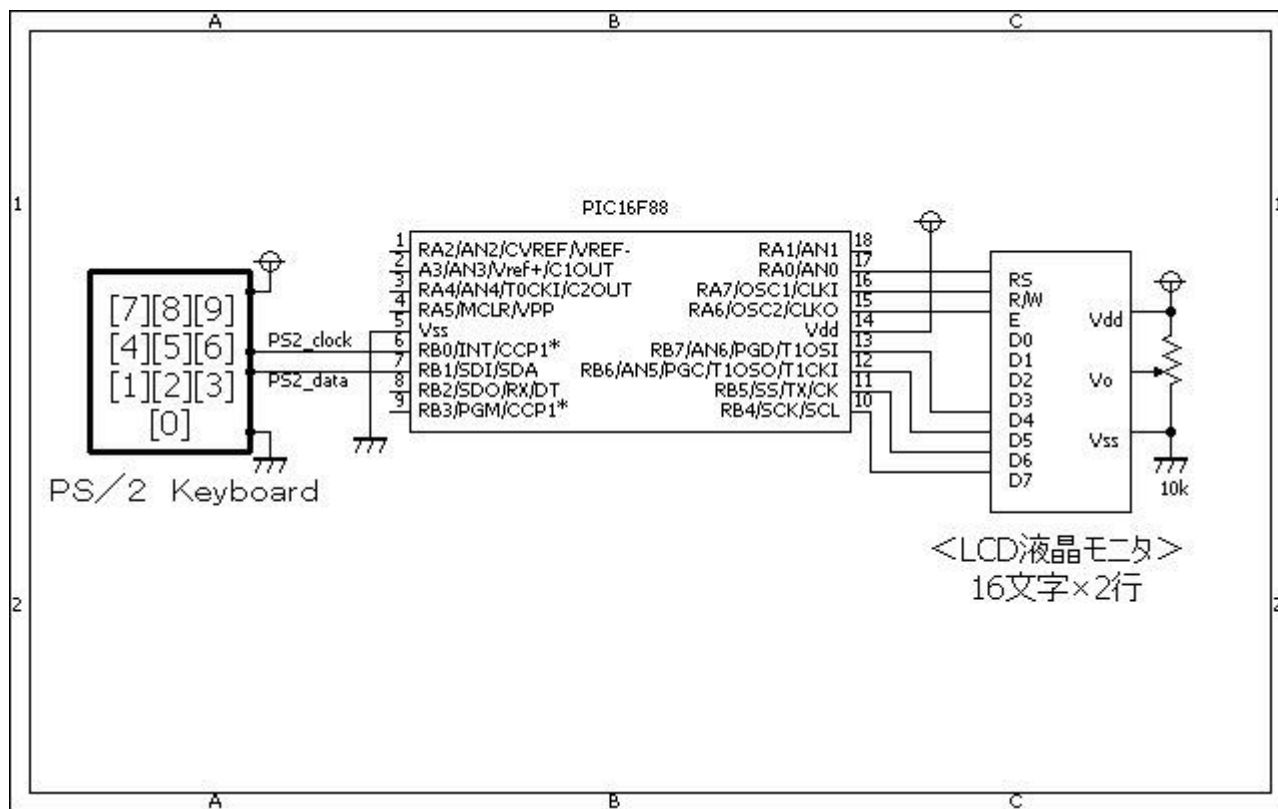 A B C
1 1
PIC16F88
1 RA2/AN2/CVREF/VREF- RA1/AN1 18
2 A3/AN3/Vref+/C1OUT RA0/AN0 17
3 RA4/AN4/T0CKI/C2OUT RA7/OSC1/CLKI 16
4 RA5/MCLR/VPP RA6/OSC2/CLKO 15
5 Vss Vdd 14
6 RB0/INT/CCP1* RB7/AN6/PGD/T1OSI 13
7 RB1/SDI/SDA RB6/AN5/PGC/T1OSO/T1CKI 12
8 RB2/SDO/RX/DT RB5/SS/TX/CK 11
9 RB3/PGM/CCP1* RB4/SCK/SCL 10
[7][8][9]
[4][5][6]
[1][2][3]
[0]
PS2_clock
PS2_data
PS/2 Keyboard
RS
R/W
E
D0
D1
D2
D3
D4
D5
D6
D7
Vdd
Vo
Vss
10k
<LCD液晶モニタ>
16文字×2行
2 2
A B C